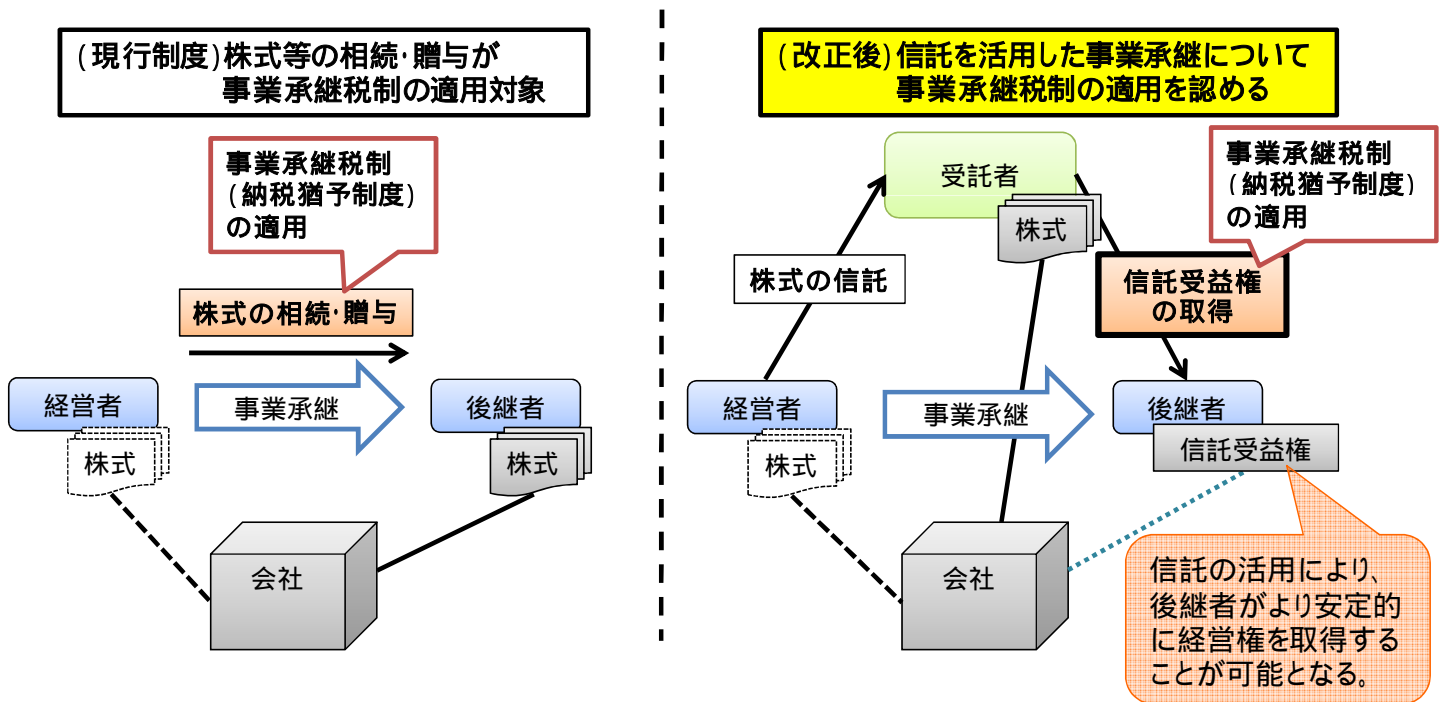 (現行制度)株式等の相続・贈与が
事業承継税制の適用対象
事業承継税制
(納税猶予制度)
の適用
株式の相続・贈与
経営者
株式
事業承継
後継者
株式
会社
(改正後)信託を活用した事業承継について
事業承継税制の適用を認める
受託者
株式
事業承継税制
(納税猶予制度)
の適用
株式の信託
信託受益権
の取得
経営者
株式
事業承継
後継者
信託受益権
会社
信託の活用により、
後継者がより安定的
に経営権を取得する
ことが可能となる。